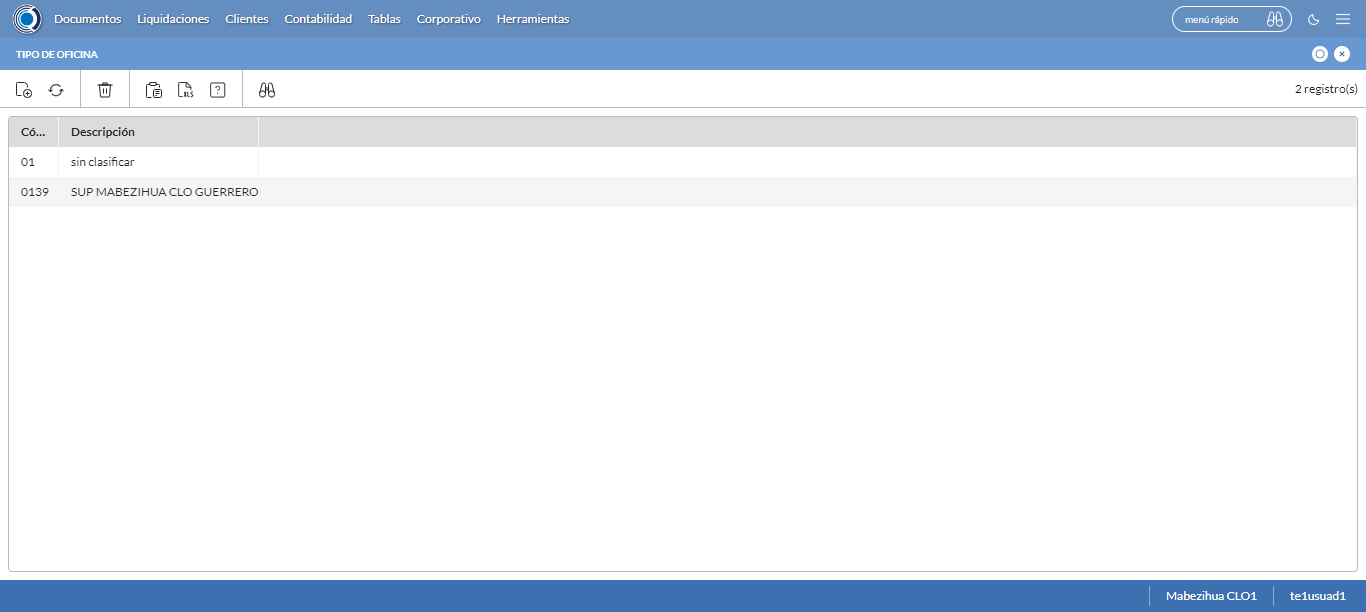 Documentos Liquidaciones Clientes Contabilidad Tablas Corporativo Herramientas menú rápido
TIPO DE OFICINA
XLS ? 2 registro(s)
Có... Descripción
01 sin clasificar
0139 SUP MABEZIHUA CLO GUERRERO
Mabezihua CLO1 te1usuad1